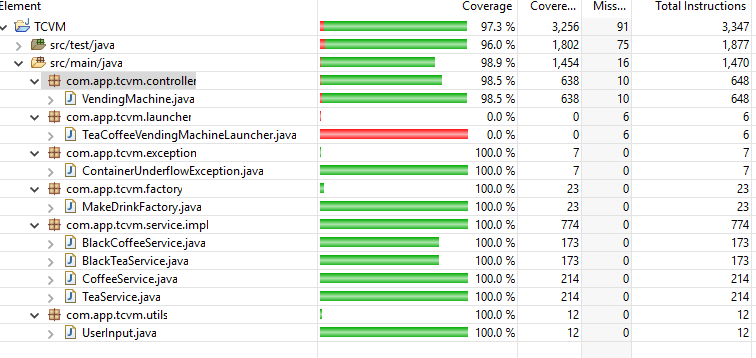 Element Coverage Covere... Miss... Total Instructions
TCVM 97.3 % 3,256 91 3,347
src/test/java 96.0 % 1,802 75 1,877
src/main/java 98.9 % 1,454 16 1,470
com.app.tcvm.controller 98.5 % 638 10 648
VendingMachine.java 98.5 % 638 10 648
com.app.tcvm.launcher 0.0 % 0 6 6
TeaCoffeeVendingMachineLauncher.java 0.0 % 0 6 6
com.app.tcvm.exception 100.0 % 7 0 7
ContainerUnderflowException.java 100.0 % 7 0 7
com.app.tcvm.factory 100.0 % 23 0 23
MakeDrinkFactory.java 100.0 % 23 0 23
com.app.tcvm.service.impl 100.0 % 774 0 774
BlackCoffeeService.java 100.0 % 173 0 173
BlackTeaService.java 100.0 % 173 0 173
CoffeeService.java 100.0 % 214 0 214
TeaService.java 100.0 % 214 0 214
com.app.tcvm.utils 100.0 % 12 0 12
UserInput.java 100.0 % 12 0 12